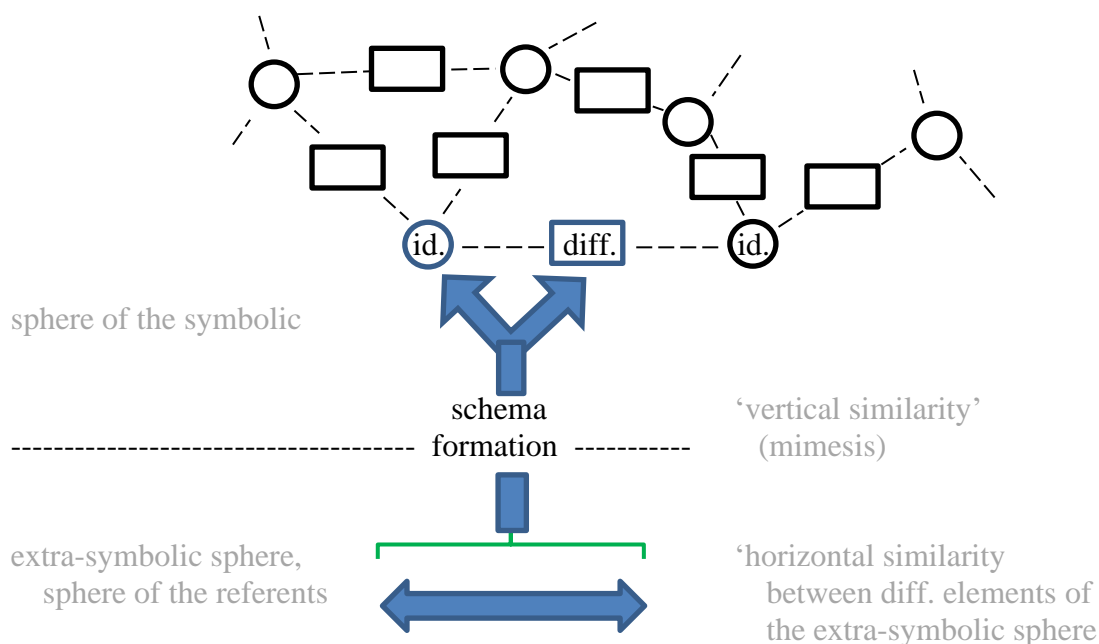 id.
diff.
id.
sphere of the symbolic
schema
formation
‘vertical similarity’
(mimesis)
extra-symbolic sphere,
sphere of the referents
‘horizontal similarity
between diff. elements of
the extra-symbolic sphere